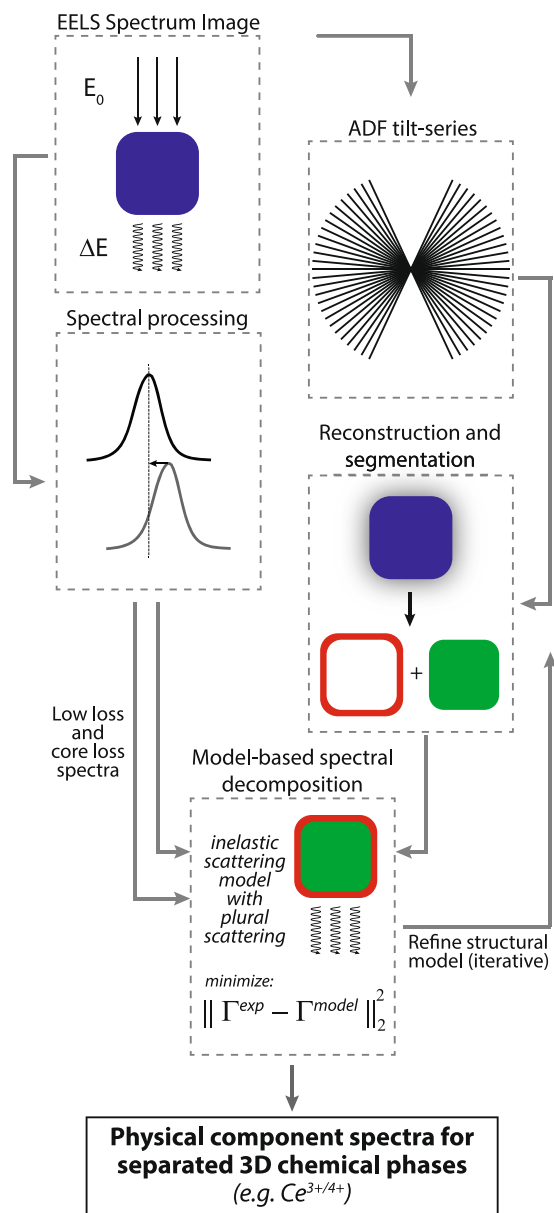 EELS Spectrum Image
E₀
ΔE
ADF tilt-series
Spectral processing
Reconstruction and
segmentation
+
Low loss
and
core loss
spectra
Model-based spectral
decomposition
inelastic
scattering
model
with
plural
scattering
minimize:
‖ Γ^exp − Γ^model ‖₂²
Refine structural
model (iterative)
Physical component spectra for
separated 3D chemical phases
(e.g. Ce³⁺/⁴⁺)